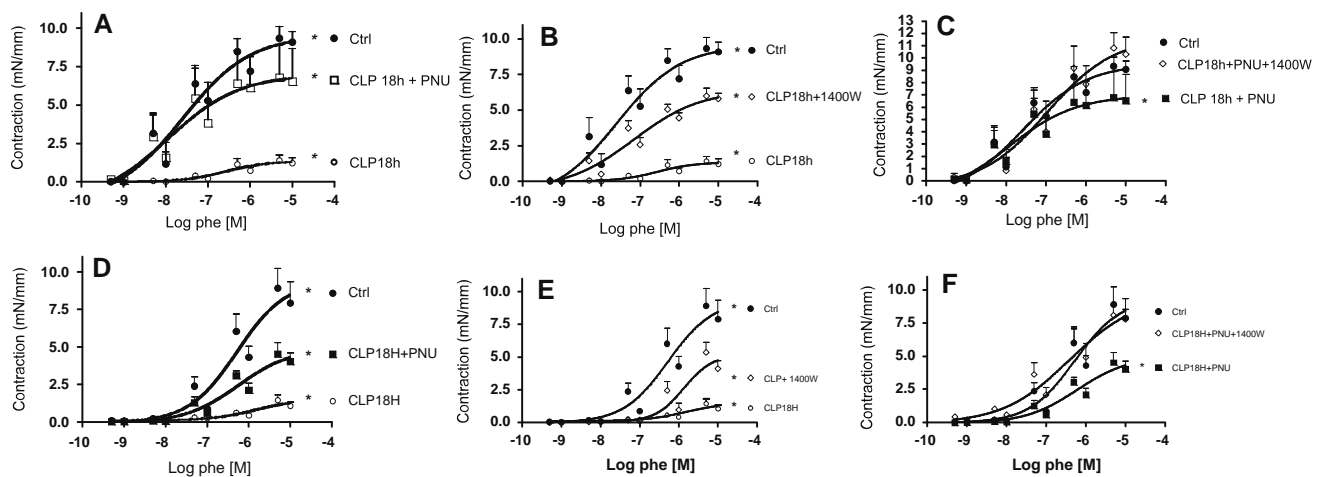 A
Contraction (mN/mm)
10.0
7.5
5.0
2.5
0.0
-10 -9 -8 -7 -6 -5 -4
Log phe [M]
* Ctrl
* CLP 18h + PNU
* CLP18h
B
Contraction (mN/mm)
10.0
7.5
5.0
2.5
0.0
-10 -9 -8 -7 -6 -5 -4
Log phe [M]
* Ctrl
* CLP18h+1400W
* CLP18h
C
Contraction (mN/mm)
13
12
11
10
9
8
7
6
5
4
3
2
1
0
-10 -9 -8 -7 -6 -5 -4
Log phe [M]
Ctrl
CLP18h+PNU+1400W
* CLP 18h + PNU
D
Contraction (mN/mm)
10.0
7.5
5.0
2.5
0.0
-10 -9 -8 -7 -6 -5 -4
Log phe [M]
* Ctrl
* CLP18H+PNU
* CLP18H
E
Contraction (mN/mm)
10.0
7.5
5.0
2.5
0.0
-10 -9 -8 -7 -6 -5 -4
Log phe [M]
* Ctrl
* CLP+ 1400W
* CLP18H
F
Contraction (mN/mm)
10.0
7.5
5.0
2.5
0.0
-10 -9 -8 -7 -6 -5 -4
Log phe [M]
Ctrl
CLP18H+PNU+1400W
* CLP18H+PNU